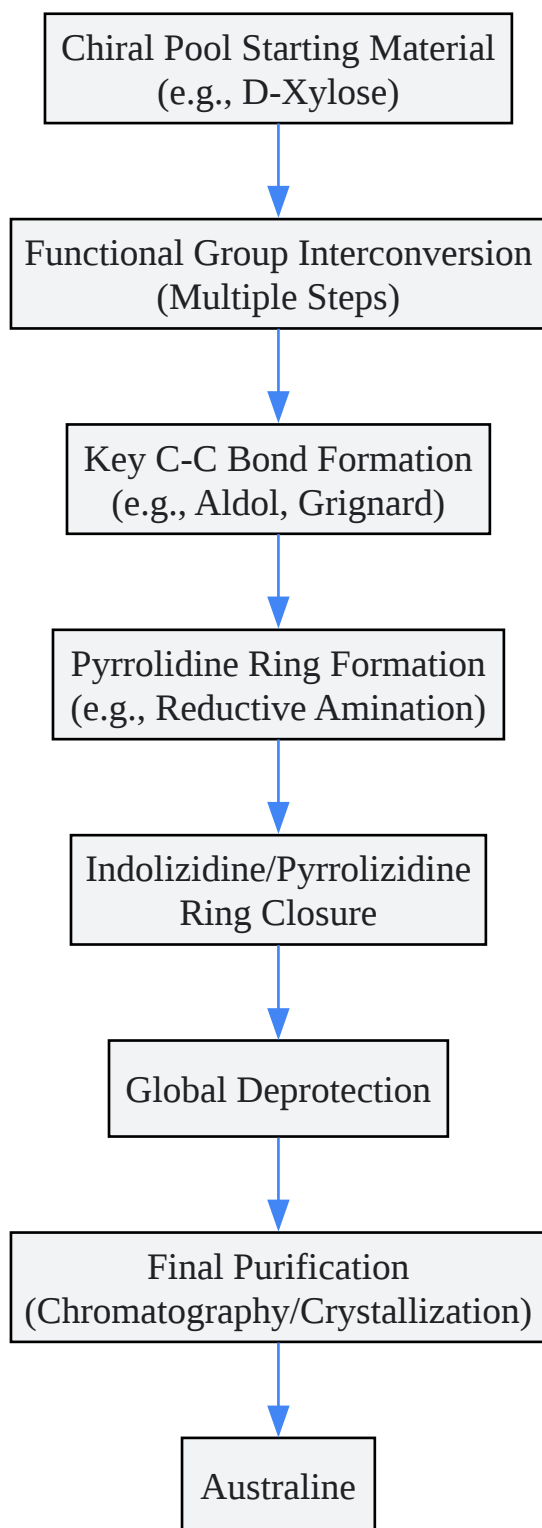 Chiral Pool Starting Material
(e.g., D-Xylose)
Functional Group Interconversion
(Multiple Steps)
Key C-C Bond Formation
(e.g., Aldol, Grignard)
Pyrrolidine Ring Formation
(e.g., Reductive Amination)
Indolizidine/Pyrrolizidine
Ring Closure
Global Deprotection
Final Purification
(Chromatography/Crystallization)
Australine